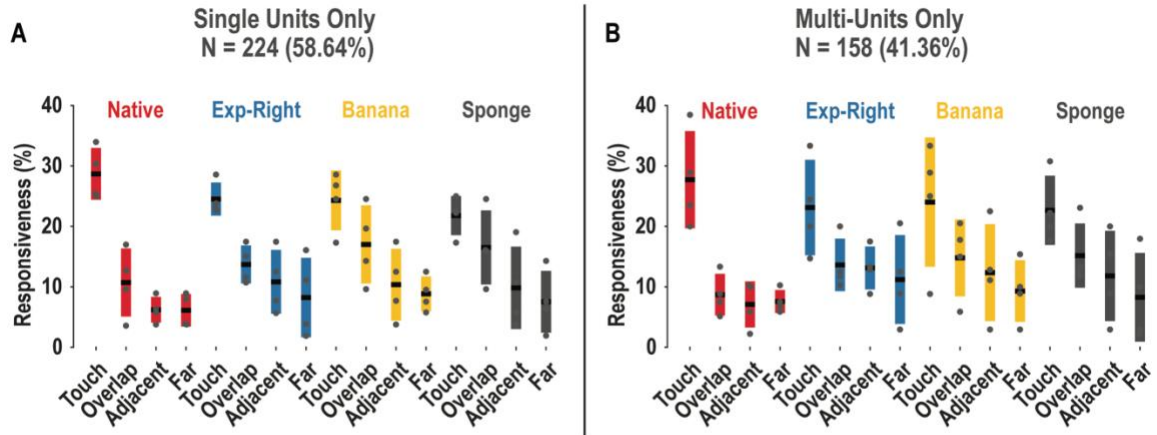 A
Single Units Only
N = 224 (58.64%)
Responsiveness (%)
40
30
20
10
0
Native
Exp-Right
Banana
Sponge
Touch
Overlap
Adjacent
Far
Touch
Overlap
Adjacent
Far
Touch
Overlap
Adjacent
Far
Touch
Overlap
Adjacent
Far
B
Multi-Units Only
N = 158 (41.36%)
Responsiveness (%)
40
30
20
10
0
Native
Exp-Right
Banana
Sponge
Touch
Overlap
Adjacent
Far
Touch
Overlap
Adjacent
Far
Touch
Overlap
Adjacent
Far
Touch
Overlap
Adjacent
Far